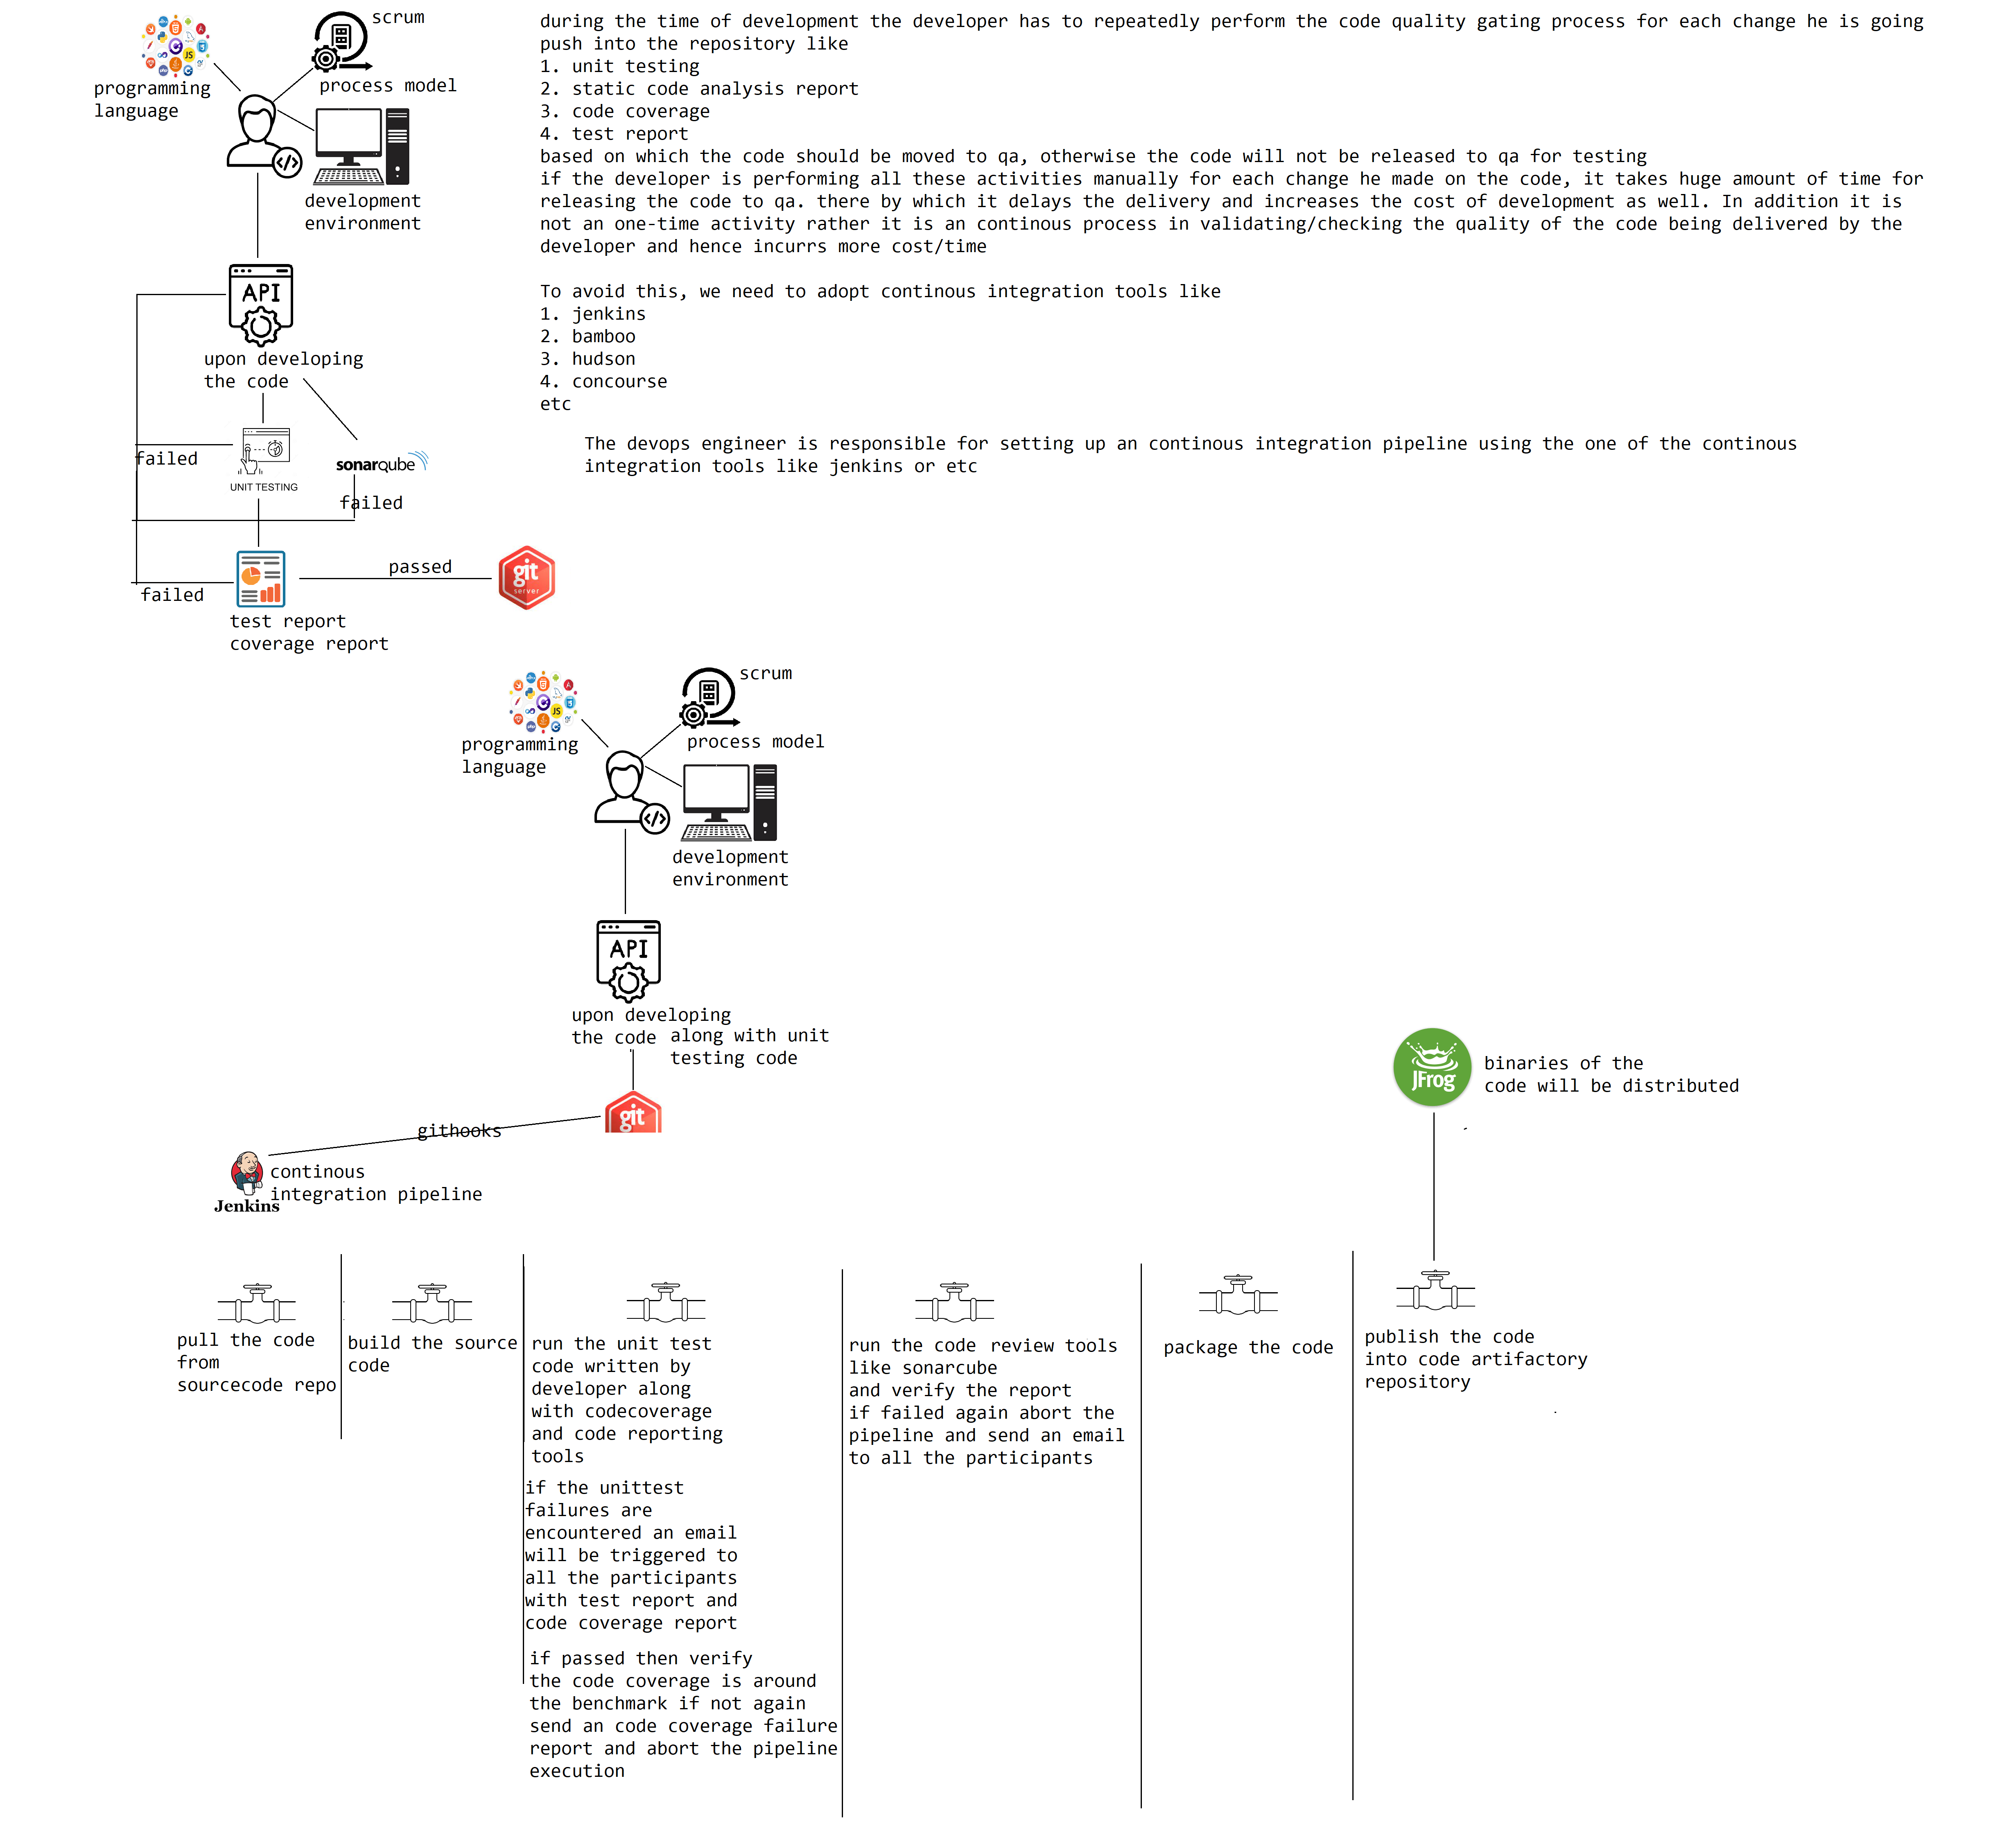 scrum
process model
programming
language
development
environment
during the time of development the developer has to repeatedly perform the code quality gating process for each change he is going
push into the repository like
1. unit testing
2. static code analysis report
3. code coverage
4. test report
based on which the code should be moved to qa, otherwise the code will not be released to qa for testing
if the developer is performing all these activities manually for each change he made on the code, it takes huge amount of time for
releasing the code to qa. there by which it delays the delivery and increases the cost of development as well. In addition it is
not an one-time activity rather it is an continous process in validating/checking the quality of the code being delivered by the
developer and hence incurrs more cost/time
To avoid this, we need to adopt continous integration tools like
1. jenkins
2. bamboo
3. hudson
4. concourse
etc
The devops engineer is responsible for setting up an continous integration pipeline using the one of the continous
integration tools like jenkins or etc
API
upon developing
the code
failed
UNIT TESTING
sonarqube
failed
failed
test report
coverage report
passed
git
server
scrum
process model
programming
language
development
environment
API
upon developing
the code along with unit
testing code
git
githooks
Jenkins
continous
integration pipeline
JFrog
binaries of the
code will be distributed
pull the code
from
sourcecode repo
build the source
code
run the unit test
code written by
developer along
with codecoverage
and code reporting
tools
if the unittest
failures are
encountered an email
will be triggered to
all the participants
with test report and
code coverage report
if passed then verify
the code coverage is around
the benchmark if not again
send an code coverage failure
report and abort the pipeline
execution
run the code review tools
like sonarcube
and verify the report
if failed again abort the
pipeline and send an email
to all the participants
package the code
publish the code
into code artifactory
repository